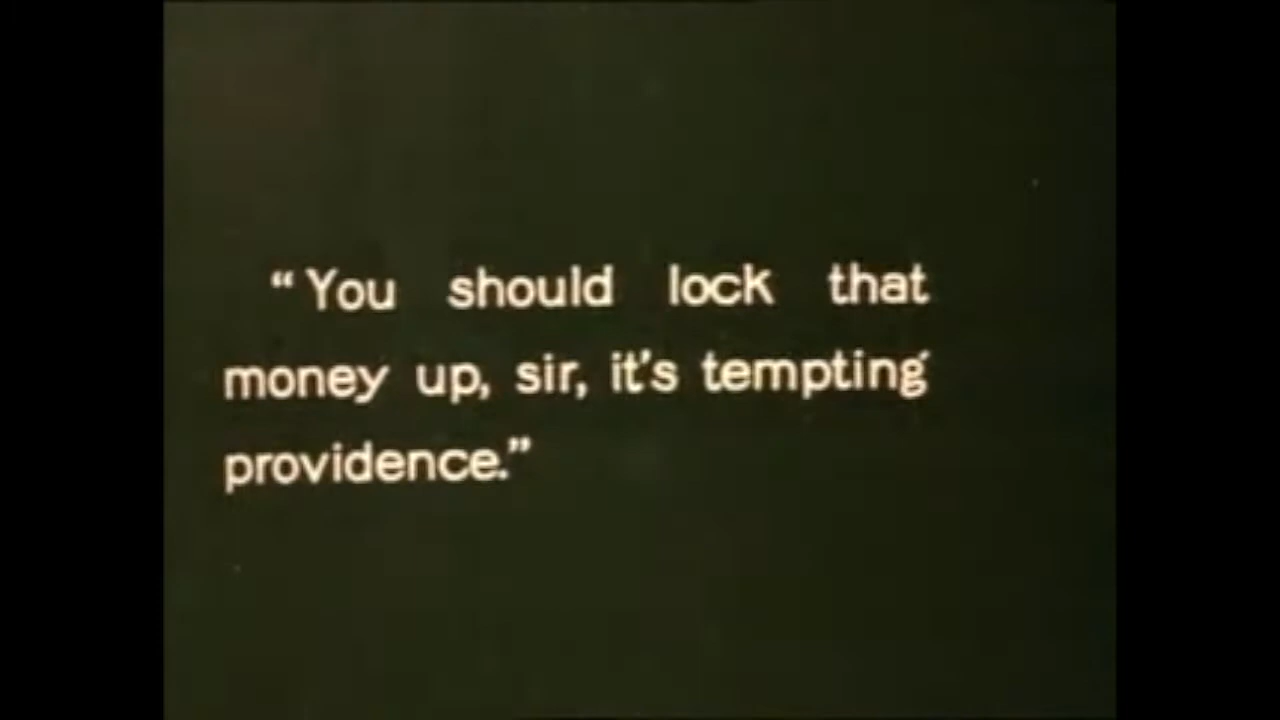 “You should lock that
money up, sir, it's tempting
providence.”